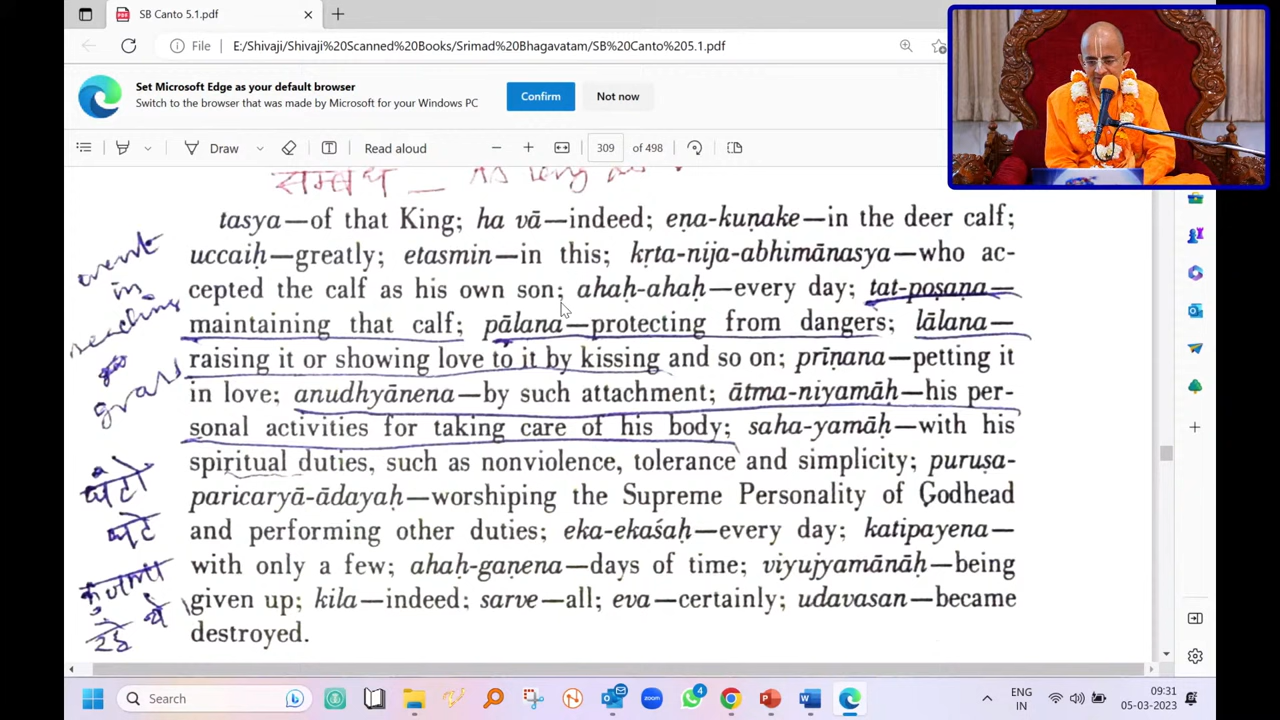 SB Canto 5.1.pdf
File E:/Shivaji/Shivaji%20Scanned%20Books/Srimad%20Bhagavatam/SB%20Canto%205.1.pdf
Set Microsoft Edge as your default browser
Switch to the browser that was made by Microsoft for your Windows PC
Confirm
Not now
Draw
Read aloud
309 of 498
tasya—of that King; ha vā—indeed; eṇa-kuṇake—in the deer calf;
uccaiḥ—greatly; etasmin—in this; kṛta-nija-abhimānasya—who ac-
cepted the calf as his own son; ahaḥ-ahaḥ—every day; tat-poṣaṇa—
maintaining that calf; pālana—protecting from dangers; lālana—
raising it or showing love to it by kissing and so on; prīṇana—petting it
in love; anudhyānena—by such attachment; ātma-niyamāḥ—his per-
sonal activities for taking care of his body; saha-yamāḥ—with his
spiritual duties, such as nonviolence, tolerance and simplicity; puruṣa-
paricaryā-ādayaḥ—worshiping the Supreme Personality of Godhead
and performing other duties; eka-ekaśaḥ—every day; katipayena—
with only a few; ahaḥ-gaṇena—days of time; viyujyamānāḥ—being
given up; kila—indeed; sarve—all; eva—certainly; udavasan—became
destroyed.
in
reaching
Search
4
ENG
IN
09:31
05-03-2023